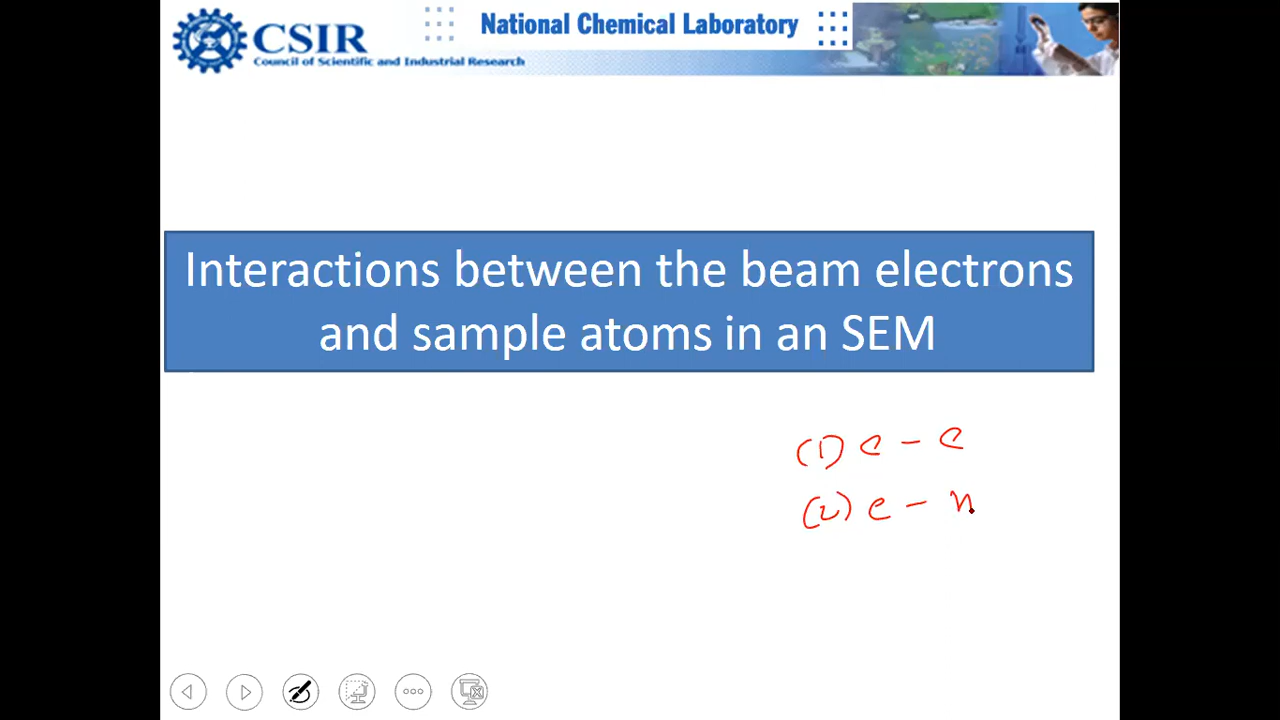 CSIR
Council of Scientific and Industrial Research
National Chemical Laboratory
Interactions between the beam electrons
and sample atoms in an SEM
(1) e - e
(2) e - n